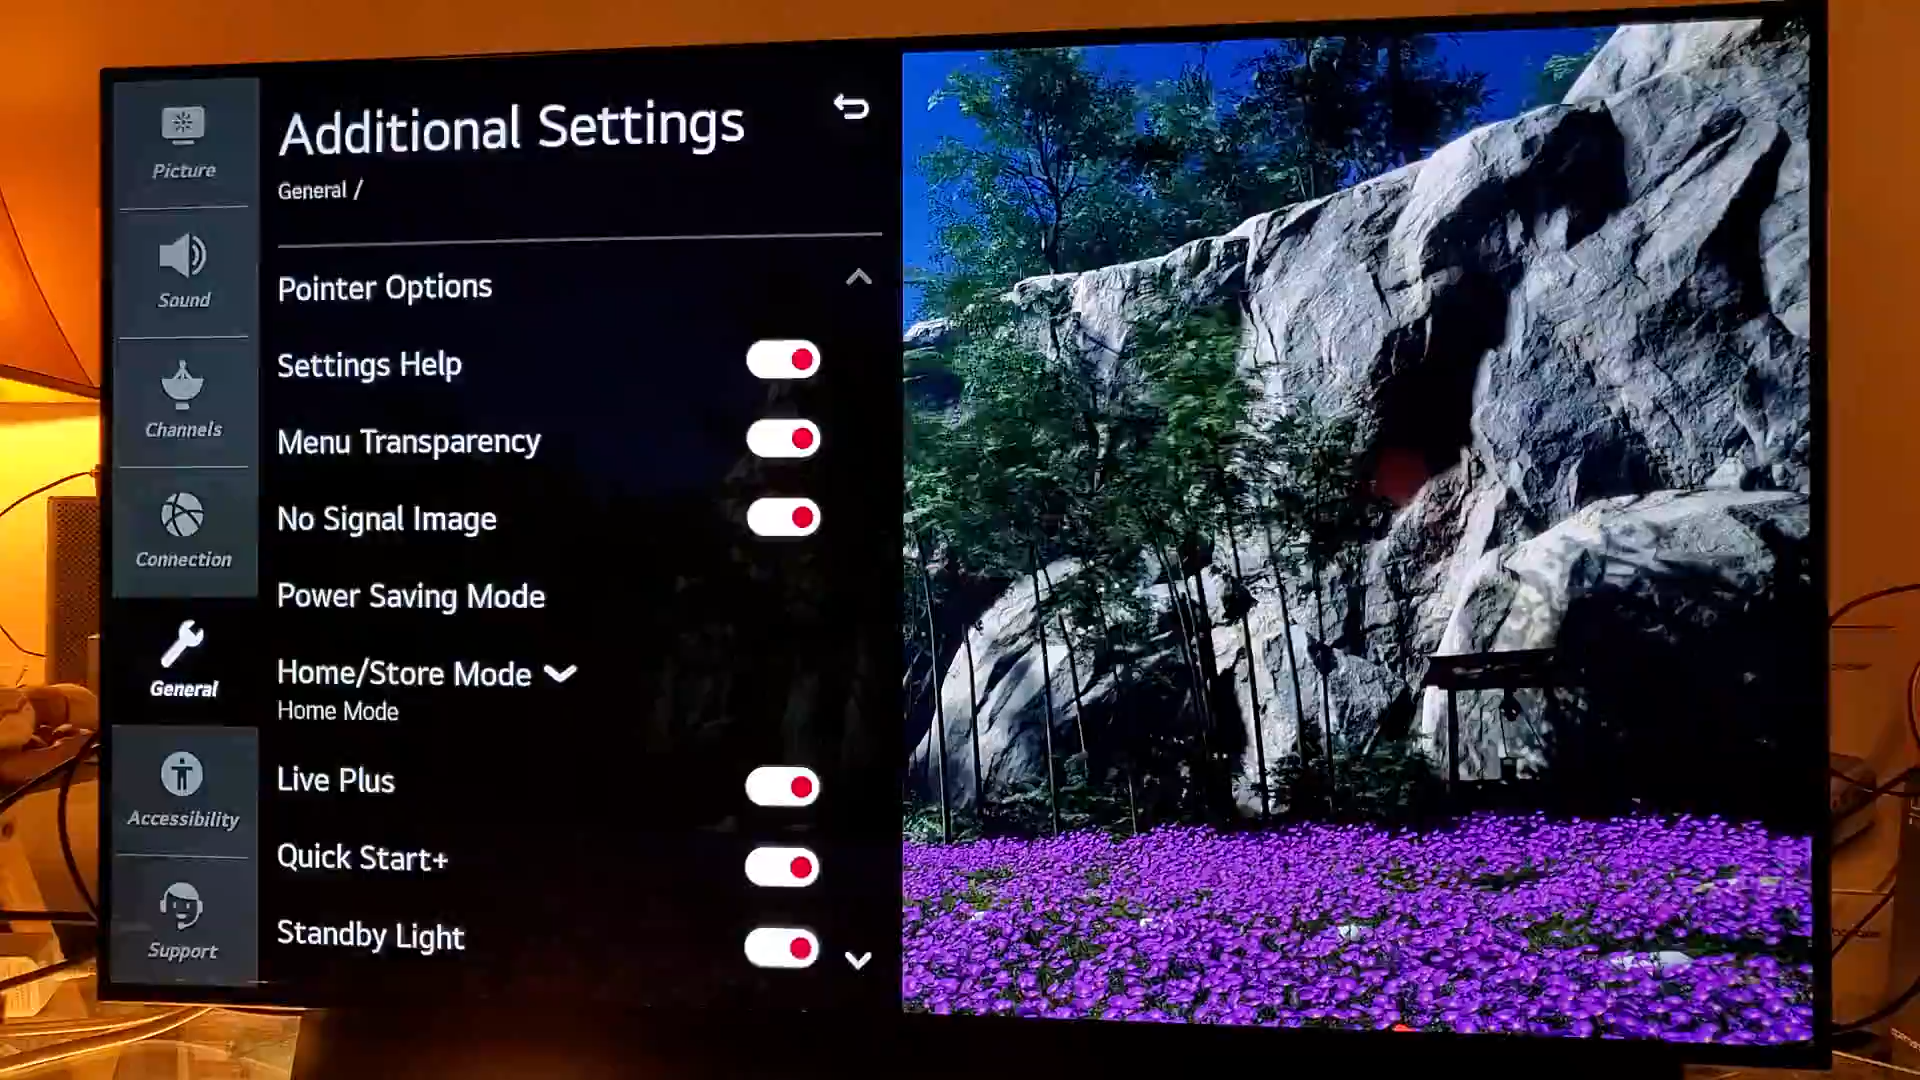 Picture
Sound
Channels
Connection
General
Accessibility
Support
Additional Settings
General /
Pointer Options
Settings Help
Menu Transparency
No Signal Image
Power Saving Mode
Home/Store Mode
Home Mode
Live Plus
Quick Start+
Standby Light